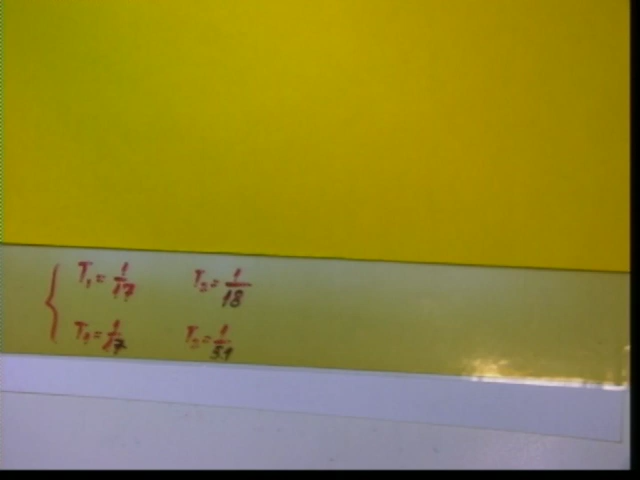 T₁ = 1/17 T₂ = 1/18
T₁ = 1/17 T₂ = 1/51